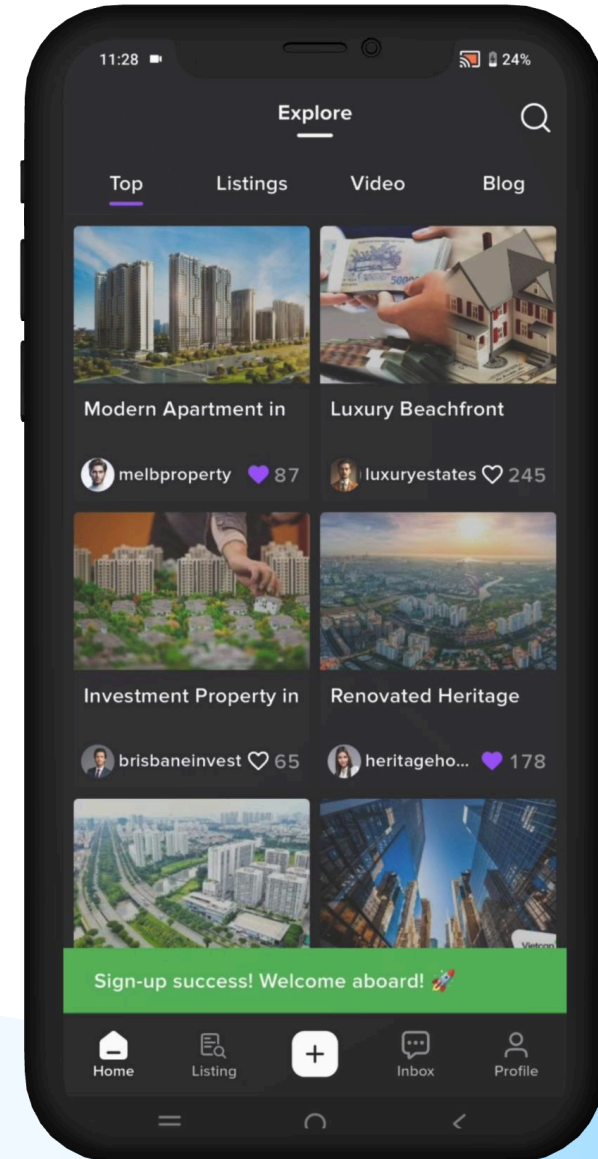 11:28 24%
Explore
Top Listings Video Blog
Modern Apartment in
Luxury Beachfront
melbproperty 87
luxuryestates 245
Investment Property in
Renovated Heritage
brisbaneinvest 65
heritageho... 178
Sign-up success! Welcome aboard! 🚀
Home Listing + Inbox Profile